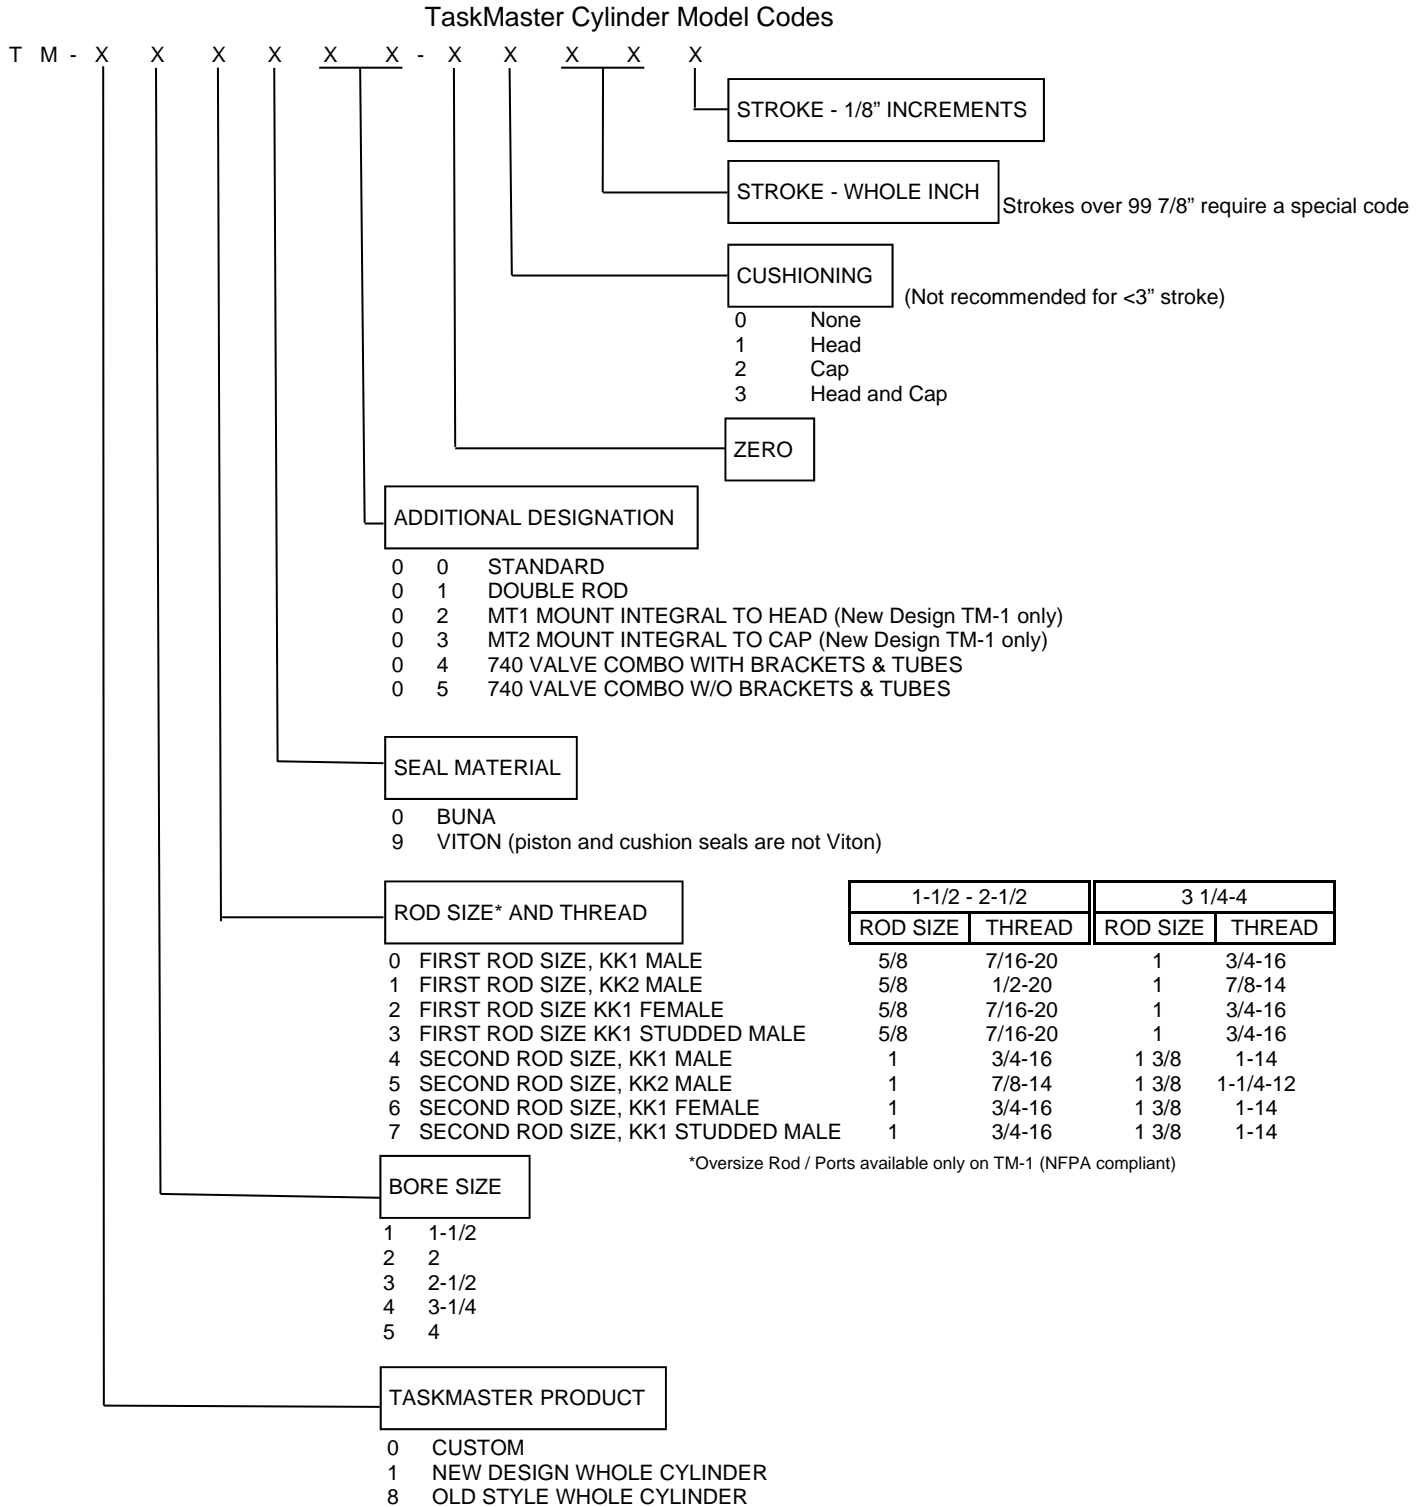 TaskMaster Cylinder Model Codes
T M - X X X X X X - X X X X X
STROKE - 1/8” INCREMENTS
STROKE - WHOLE INCH
Strokes over 99 7/8” require a special code
CUSHIONING
(Not recommended for <3” stroke)
0 None
1 Head
2 Cap
3 Head and Cap
ZERO
ADDITIONAL DESIGNATION
0 0 STANDARD
0 1 DOUBLE ROD
0 2 MT1 MOUNT INTEGRAL TO HEAD (New Design TM-1 only)
0 3 MT2 MOUNT INTEGRAL TO CAP (New Design TM-1 only)
0 4 740 VALVE COMBO WITH BRACKETS & TUBES
0 5 740 VALVE COMBO W/O BRACKETS & TUBES
SEAL MATERIAL
0 BUNA
9 VITON (piston and cushion seals are not Viton)
ROD SIZE* AND THREAD
1-1/2 - 2-1/2 3 1/4-4
ROD SIZE THREAD ROD SIZE THREAD
0 FIRST ROD SIZE, KK1 MALE 5/8 7/16-20 1 3/4-16
1 FIRST ROD SIZE, KK2 MALE 5/8 1/2-20 1 7/8-14
2 FIRST ROD SIZE KK1 FEMALE 5/8 7/16-20 1 3/4-16
3 FIRST ROD SIZE KK1 STUDDED MALE 5/8 7/16-20 1 3/4-16
4 SECOND ROD SIZE, KK1 MALE 1 3/4-16 1 3/8 1-14
5 SECOND ROD SIZE, KK2 MALE 1 7/8-14 1 3/8 1-1/4-12
6 SECOND ROD SIZE, KK1 FEMALE 1 3/4-16 1 3/8 1-14
7 SECOND ROD SIZE, KK1 STUDDED MALE 1 3/4-16 1 3/8 1-14
*Oversize Rod / Ports available only on TM-1 (NFPA compliant)
BORE SIZE
1 1-1/2
2 2
3 2-1/2
4 3-1/4
5 4
TASKMASTER PRODUCT
0 CUSTOM
1 NEW DESIGN WHOLE CYLINDER
8 OLD STYLE WHOLE CYLINDER